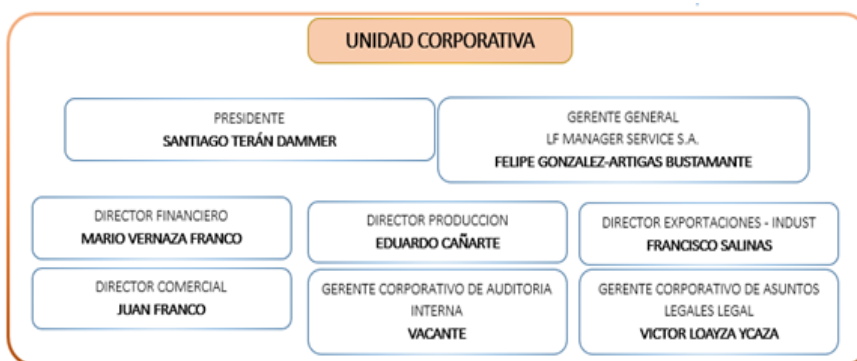 UNIDAD CORPORATIVA
PRESIDENTE
SANTIAGO TERÁN DAMMER
GERENTE GENERAL
LF MANAGER SERVICE S.A.
FELIPE GONZALEZ-ARTIGAS BUSTAMANTE
DIRECTOR FINANCIERO
MARIO VERNAZA FRANCO
DIRECTOR PRODUCCION
EDUARDO CAÑARTE
DIRECTOR EXPORTACIONES - INDUST
FRANCISCO SALINAS
DIRECTOR COMERCIAL
JUAN FRANCO
GERENTE CORPORATIVO DE AUDITORIA
INTERNA
VACANTE
GERENTE CORPORATIVO DE ASUNTOS
LEGALES LEGAL
VICTOR LOAYZA YCAZA